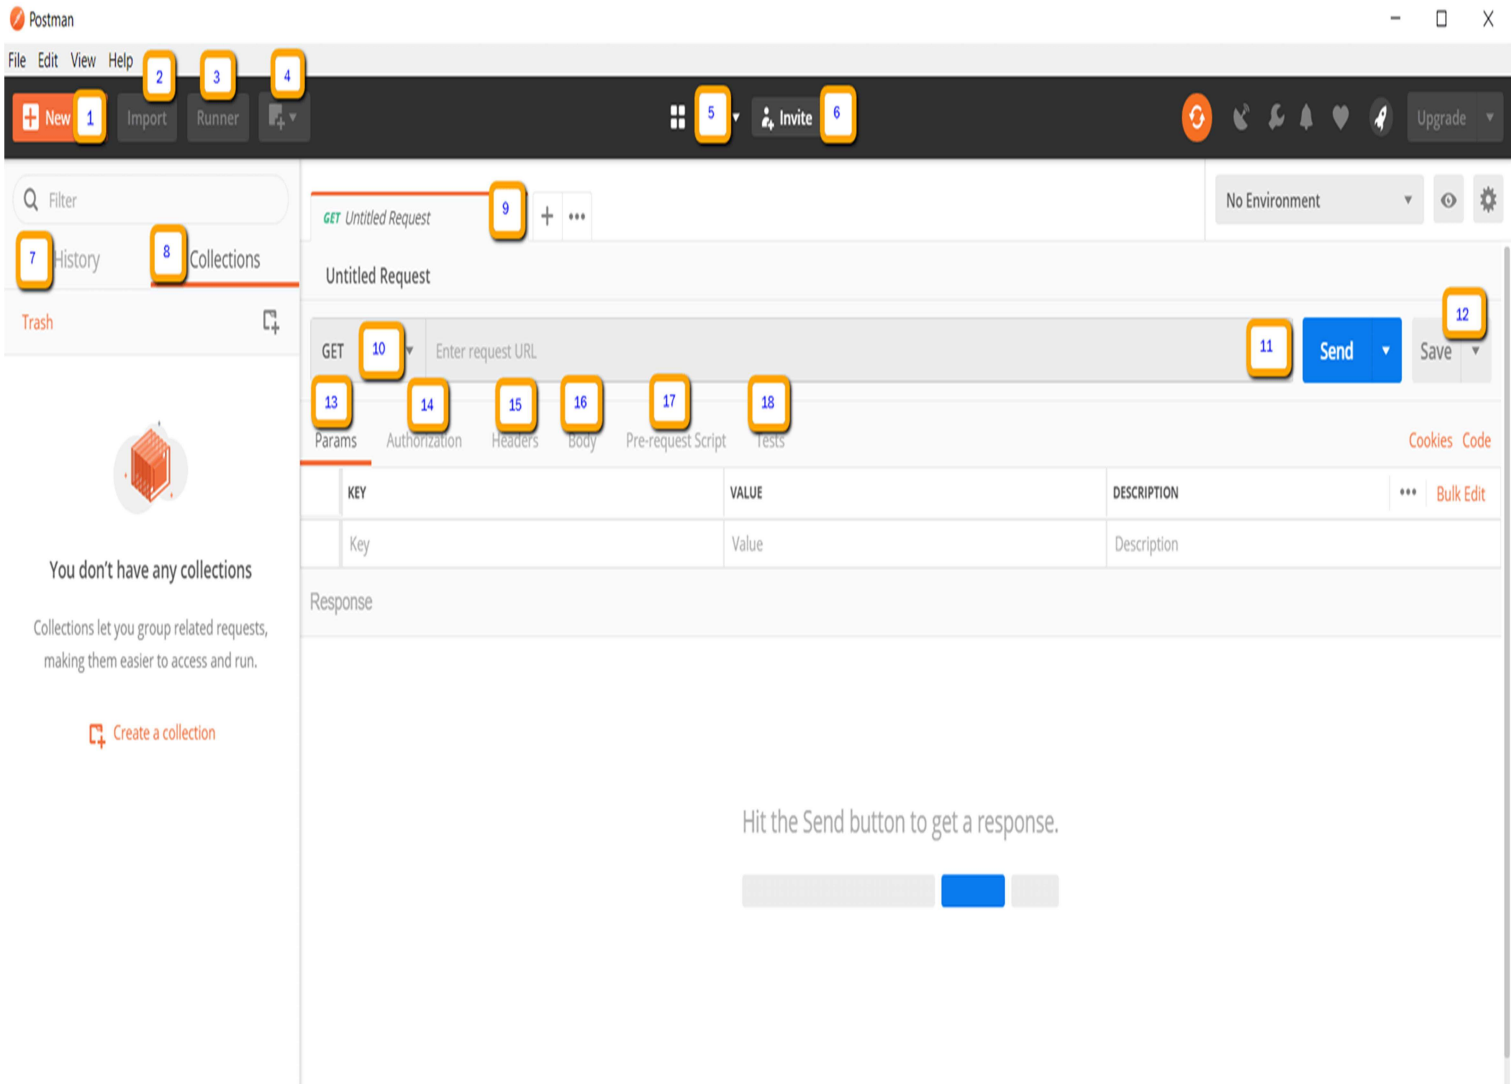 Postman
File Edit View Help
2 3 4
New 1 Import Runner 5 Invite 6 Upgrade
Filter
GET Untitled Request 9 + ••• No Environment
7 History 8 Collections
Untitled Request
Trash
12
GET 10 Enter request URL 11 Send Save
13 14 15 16 17 18
Params Authorization Headers Body Pre-request Script Tests Cookies Code
KEY VALUE DESCRIPTION ••• Bulk Edit
Key Value Description
Response
You don't have any collections
Collections let you group related requests,
making them easier to access and run.
Create a collection
Hit the Send button to get a response.